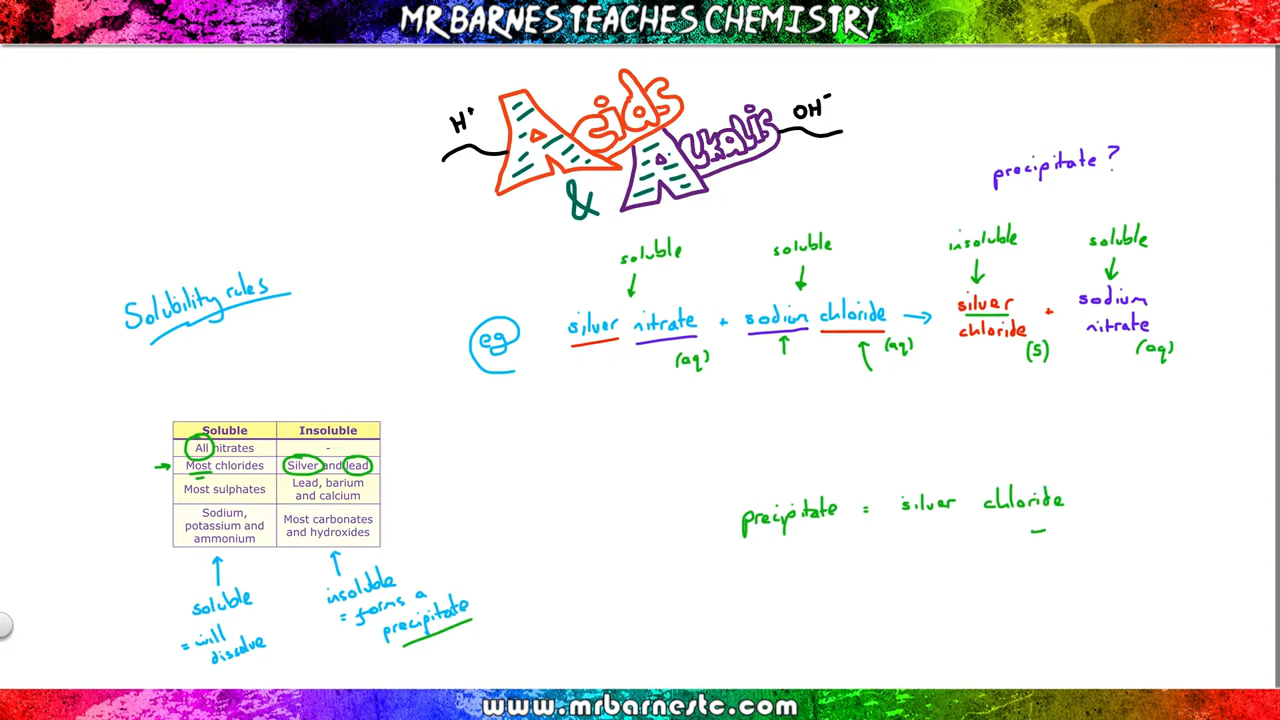 MR BARNES TEACHES CHEMISTRY
H⁺
Acids
OH⁻
& Alkalis
precipitate ?
soluble soluble insoluble soluble
Solubility rules
eg silver nitrate + sodium chloride → silver chloride + sodium nitrate
(aq) (aq) (s) (aq)
Soluble Insoluble
All nitrates -
Most chlorides Silver and lead
Most sulphates Lead, barium and calcium
Sodium, potassium and ammonium Most carbonates and hydroxides
precipitate = silver chloride
soluble
= will
dissolve
insoluble
= forms a
precipitate
www.mrbarnestc.com